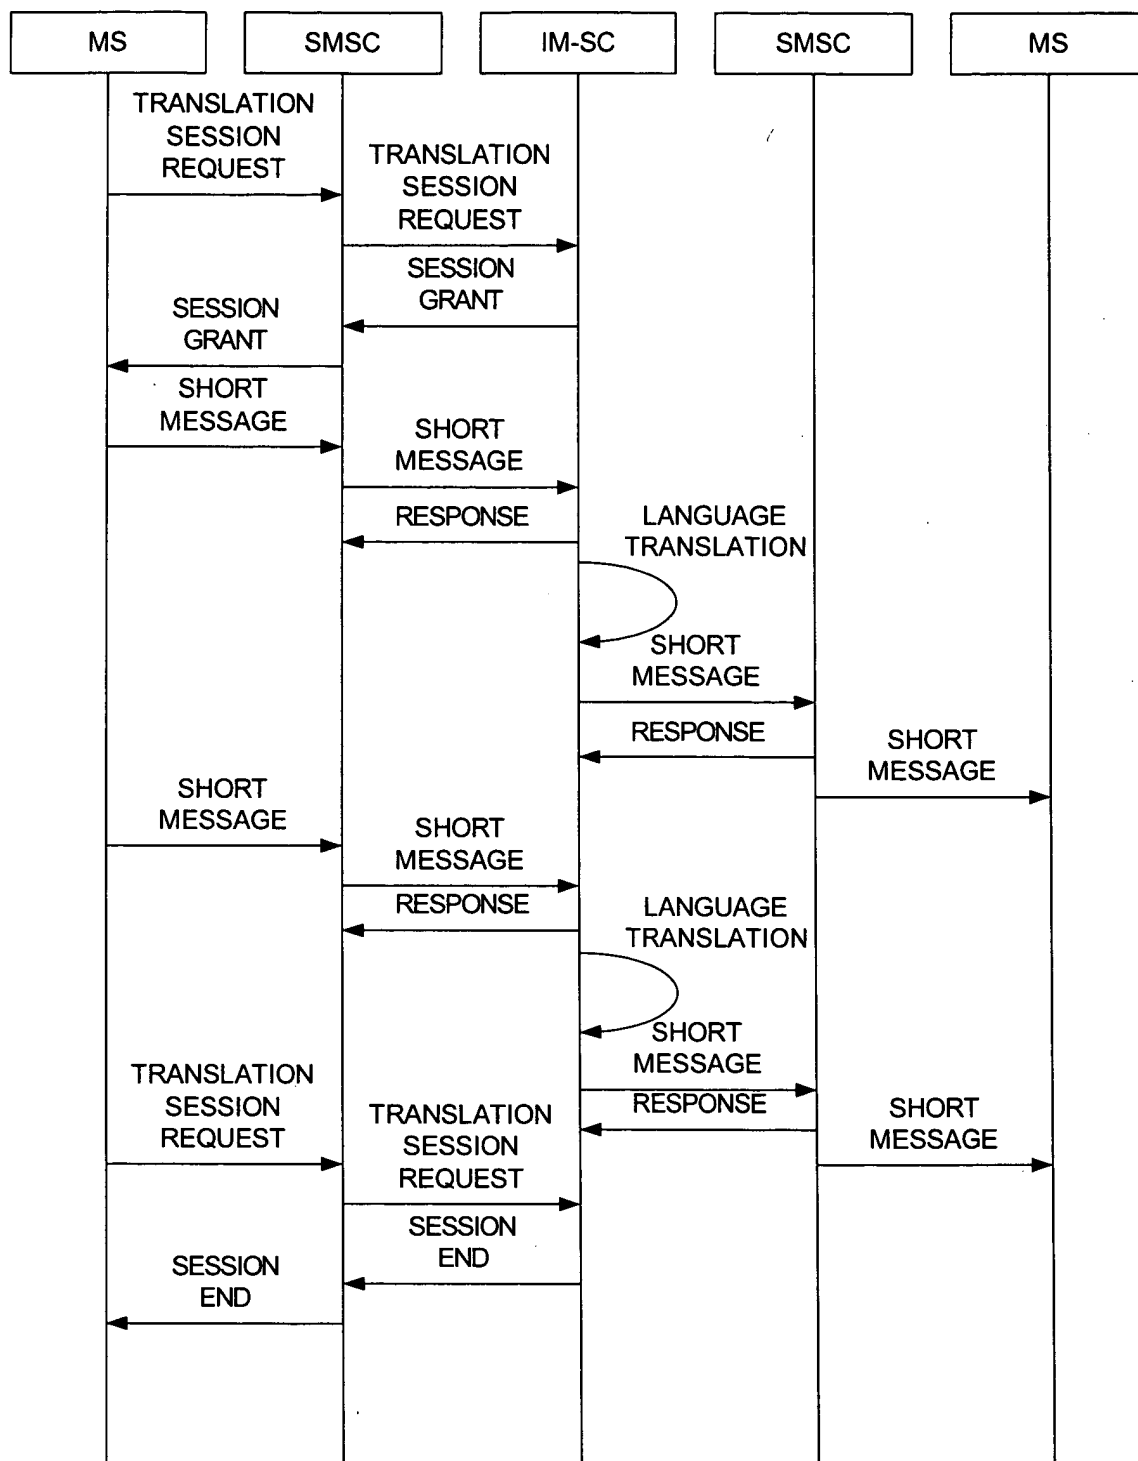 MS
SMSC
IM-SC
SMSC
MS
TRANSLATION
SESSION
REQUEST
TRANSLATION
SESSION
REQUEST
SESSION
GRANT
SESSION
GRANT
SHORT
MESSAGE
SHORT
MESSAGE
RESPONSE
LANGUAGE
TRANSLATION
SHORT
MESSAGE
RESPONSE
SHORT
MESSAGE
SHORT
MESSAGE
SHORT
MESSAGE
RESPONSE
LANGUAGE
TRANSLATION
SHORT
MESSAGE
RESPONSE
SHORT
MESSAGE
TRANSLATION
SESSION
REQUEST
TRANSLATION
SESSION
REQUEST
SESSION
END
SESSION
END